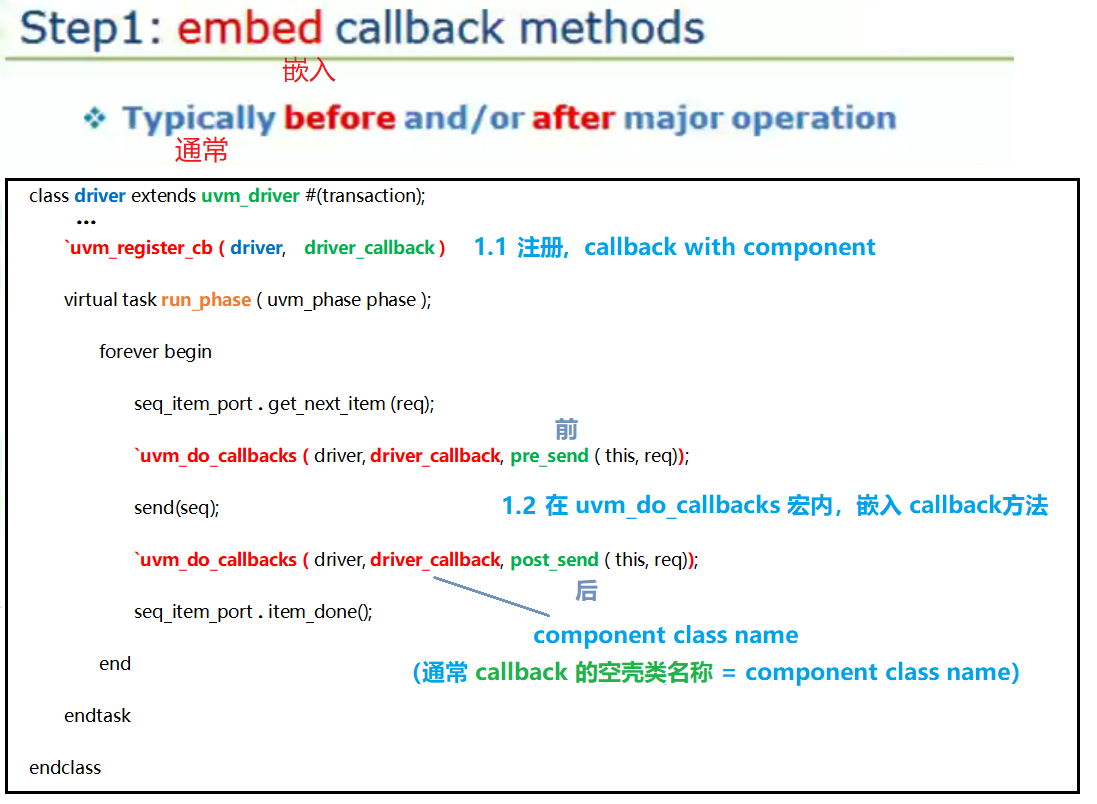 Step1: embed callback methods
嵌入
❖ Typically before and/or after major operation
通常
class driver extends uvm_driver #(transaction);
...
`uvm_register_cb ( driver, driver_callback ) 1.1 注册, callback with component
virtual task run_phase ( uvm_phase phase );
forever begin
seq_item_port . get_next_item (req);
前
`uvm_do_callbacks ( driver, driver_callback, pre_send ( this, req));
send(seq); 1.2 在 uvm_do_callbacks 宏内，嵌入 callback方法
`uvm_do_callbacks ( driver, driver_callback, post_send ( this, req));
后
seq_item_port . item_done();
component class name
end (通常 callback 的空壳类名称 = component class name)
endtask
endclass